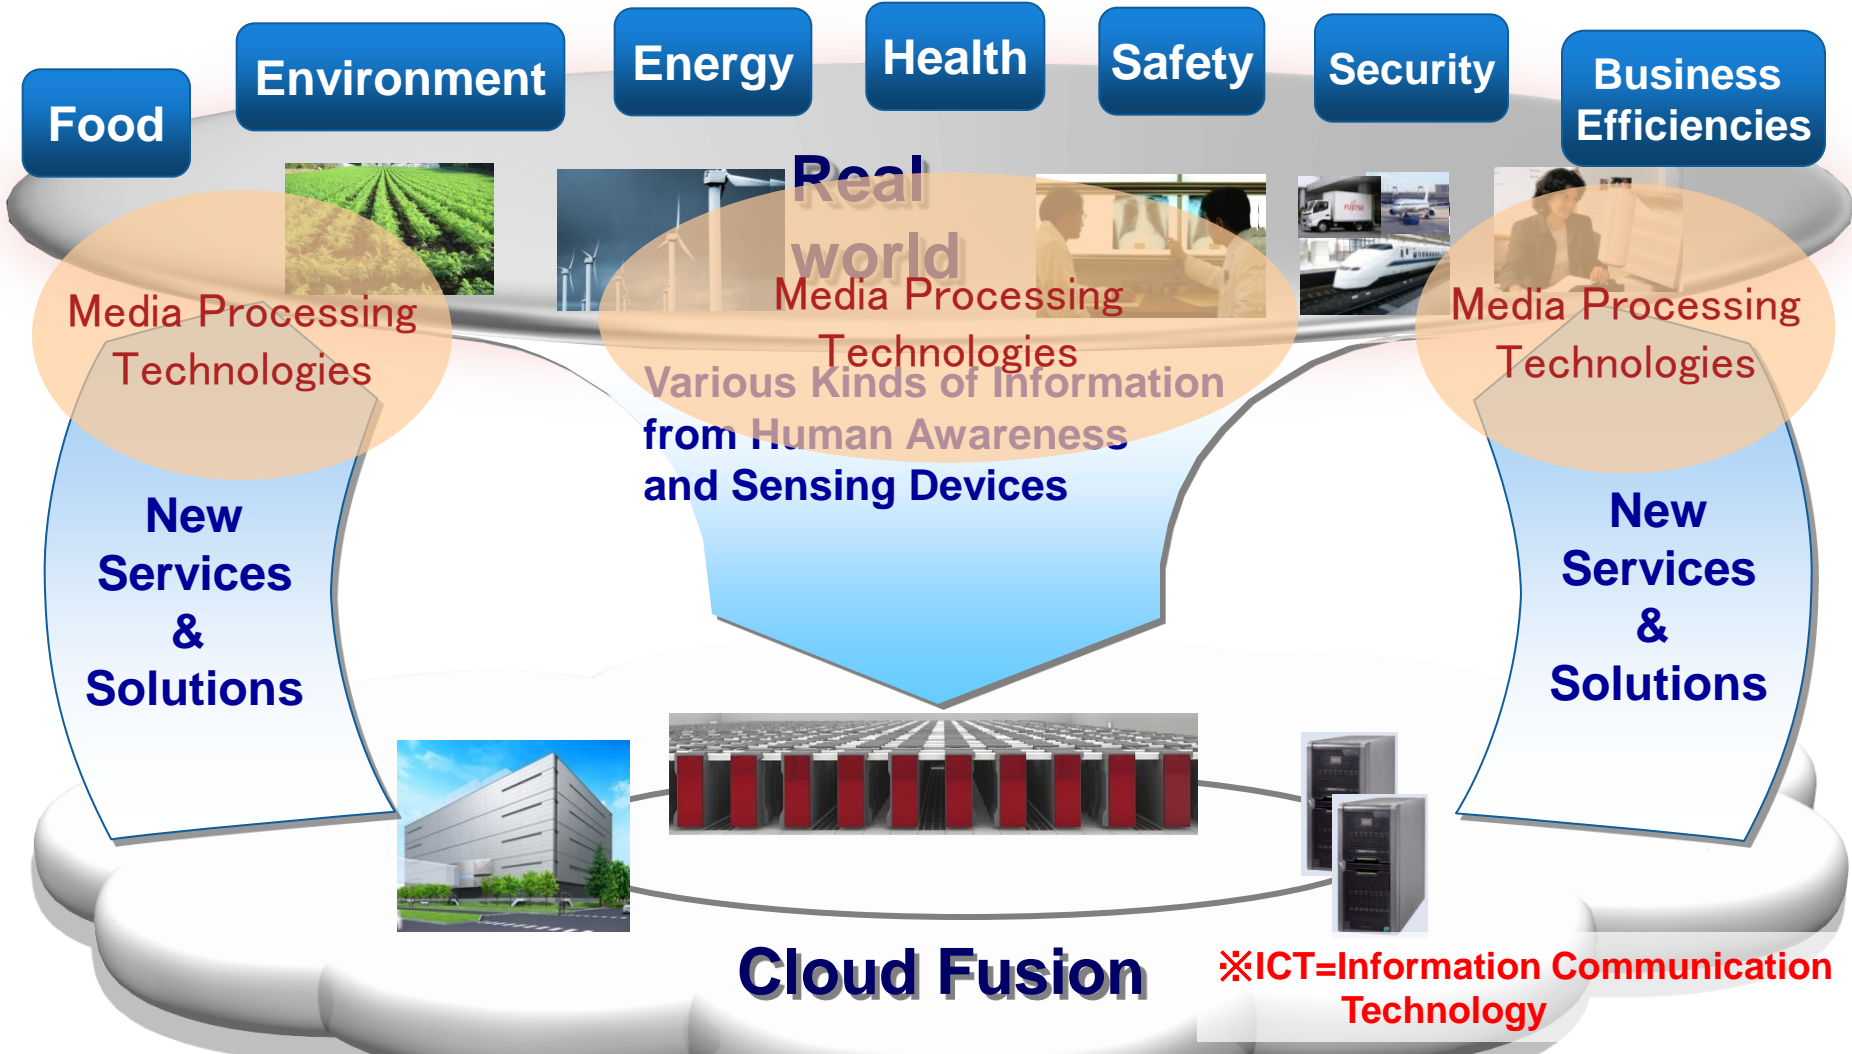 Food
Environment
Energy
Health
Safety
Security
Business
Efficiencies
Real
world
FUJITSU
Media Processing
Technologies
Media Processing
Technologies
Media Processing
Technologies
Various Kinds of Information
from Human Awareness
and Sensing Devices
New
Services
&
Solutions
New
Services
&
Solutions
Cloud Fusion
※ICT=Information Communication
Technology